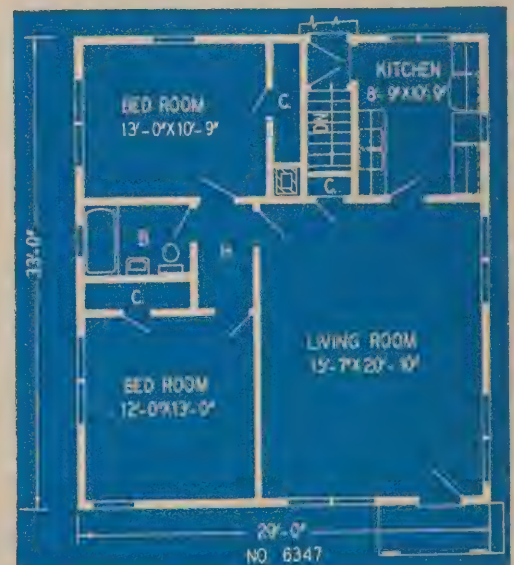 KITCHEN
8'-9"X10'-9"
BED ROOM
13'-0"X10'-9"
C.
DN
C.
B.
H.
33'-0"
C.
LIVING ROOM
15'-7"X20'-10"
BED ROOM
12'-0"X13'-0"
29'-0"
NO. 6347